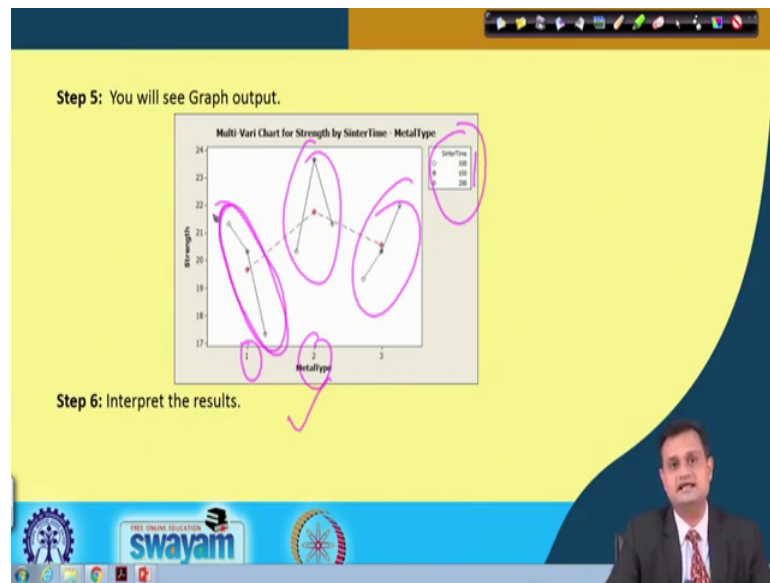 Step 5: You will see Graph output.
Multi-Vari Chart for Strength by SinterTime - MetalType
SinterTime
100
150
200
24
23
22
21
20
19
18
17
Strength
1
2
3
MetalType
Step 6: Interpret the results.
FREE ONLINE EDUCATION
swayam